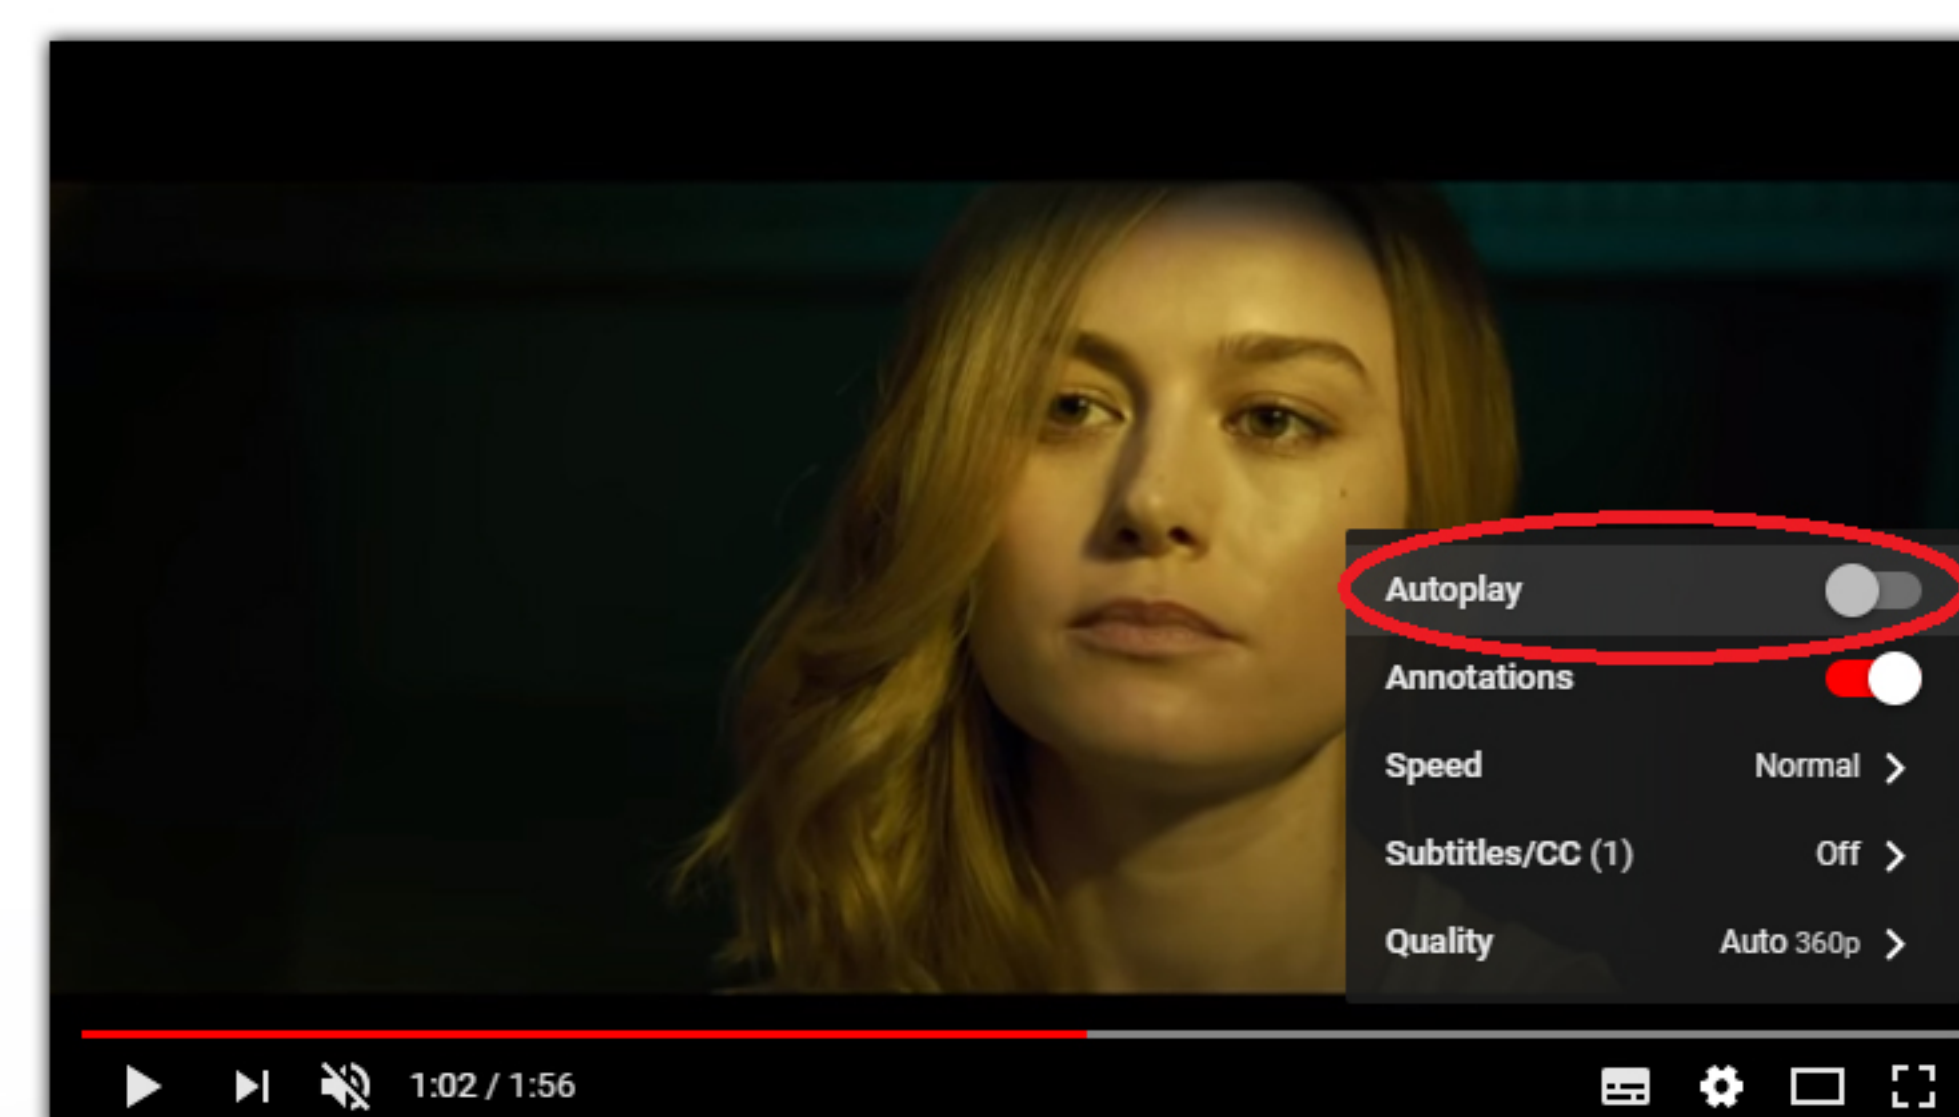 Autoplay
Annotations
Speed Normal
Subtitles/CC (1) Off
Quality Auto 360p
1:02 / 1:56